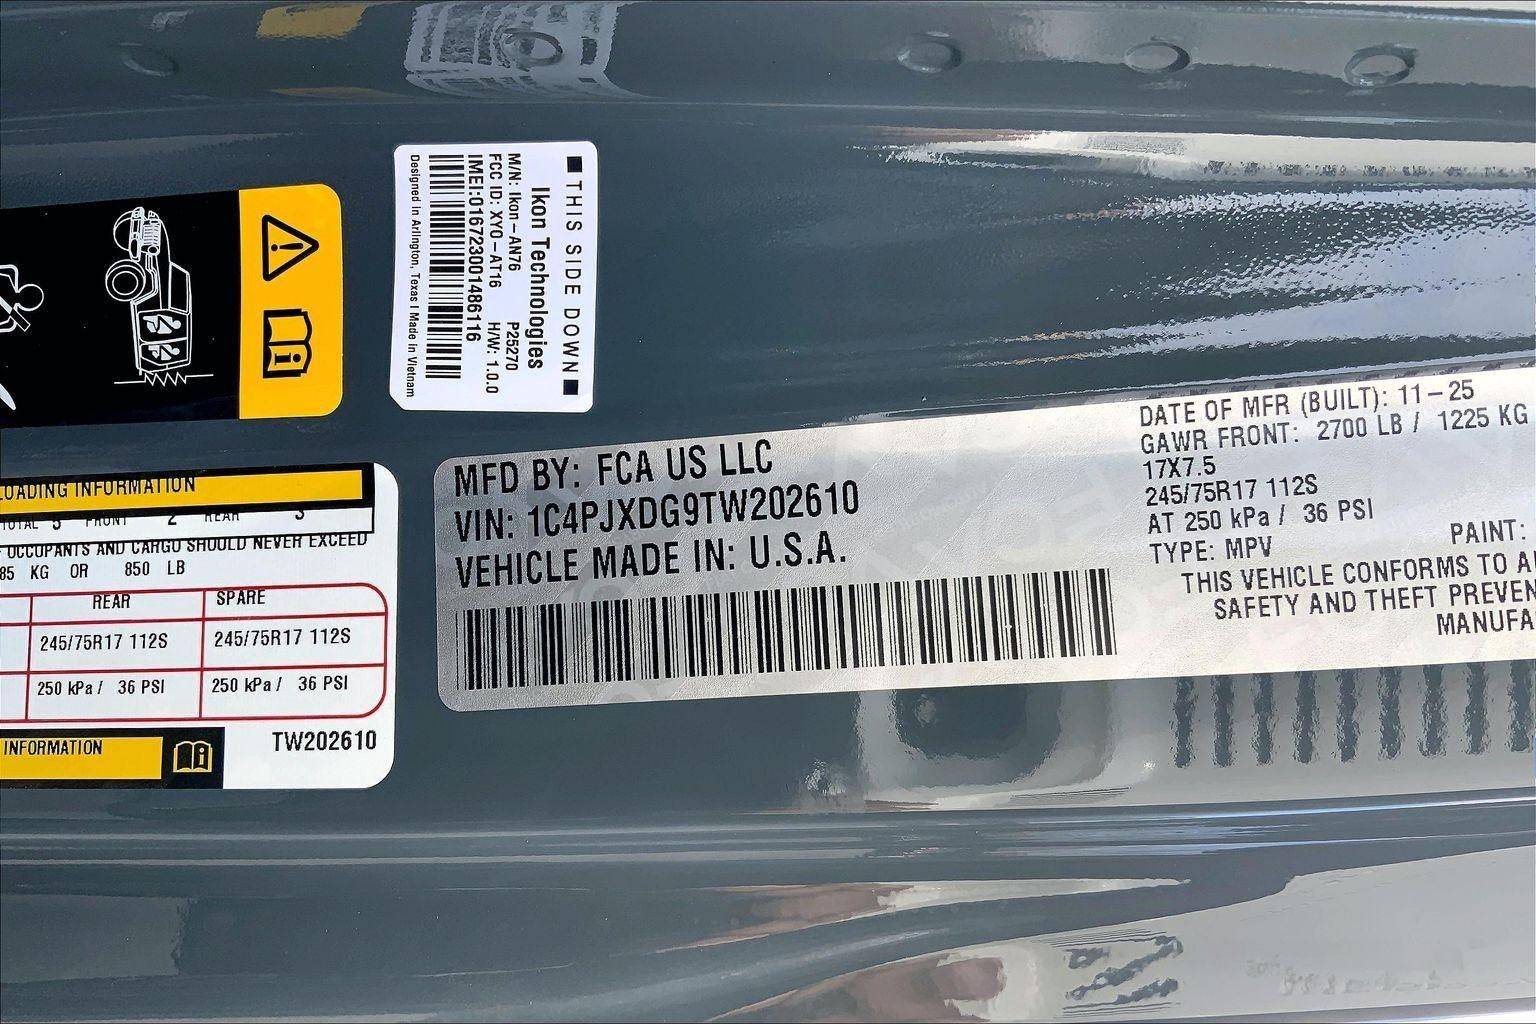 THIS SIDE DOWN
Ikon Technologies
M/N: Ikon-AN76 P25270
FCC ID: XYO-AT16 H/W: 1.0.0
IMEI:016723001486116
Designed in Arlington, Texas | Made in Vietnam
LOADING INFORMATION
TOTAL 5 FRONT 2 REAR 3
OCCUPANTS AND CARGO SHOULD NEVER EXCEED
85 KG OR 850 LB
REAR SPARE
245/75R17 112S 245/75R17 112S
250 kPa / 36 PSI 250 kPa / 36 PSI
INFORMATION
TW202610
MFD BY: FCA US LLC
VIN: 1C4PJXDG9TW202610
VEHICLE MADE IN: U.S.A.
DATE OF MFR (BUILT): 11-25
GAWR FRONT: 2700 LB / 1225 KG
17X7.5
245/75R17 112S
AT 250 kPa / 36 PSI
TYPE: MPV PAINT:
THIS VEHICLE CONFORMS TO
SAFETY AND THEFT PREVEN
MANUFA